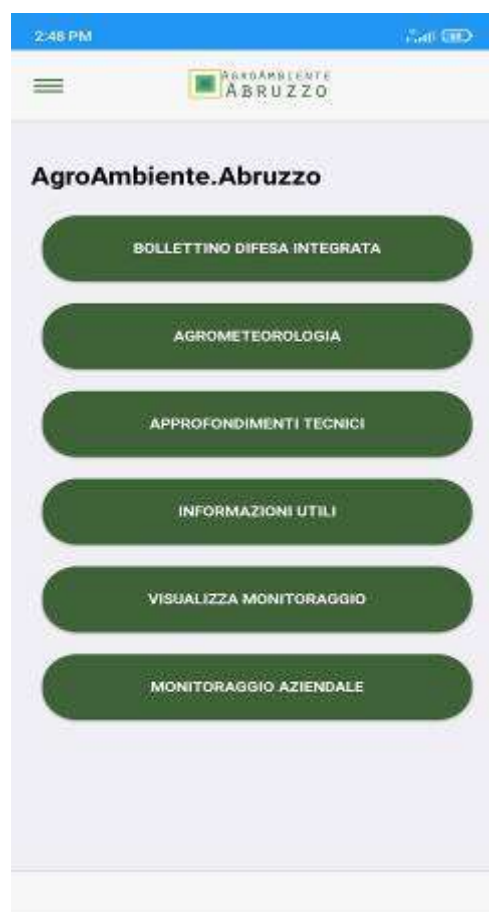 2:48 PM
AGROAMBIENTE
ABRUZZO
AgroAmbiente.Abruzzo
BOLLETTINO DIFESA INTEGRATA
AGROMETEOROLOGIA
APPROFONDIMENTI TECNICI
INFORMAZIONI UTILI
VISUALIZZA MONITORAGGIO
MONITORAGGIO AZIENDALE